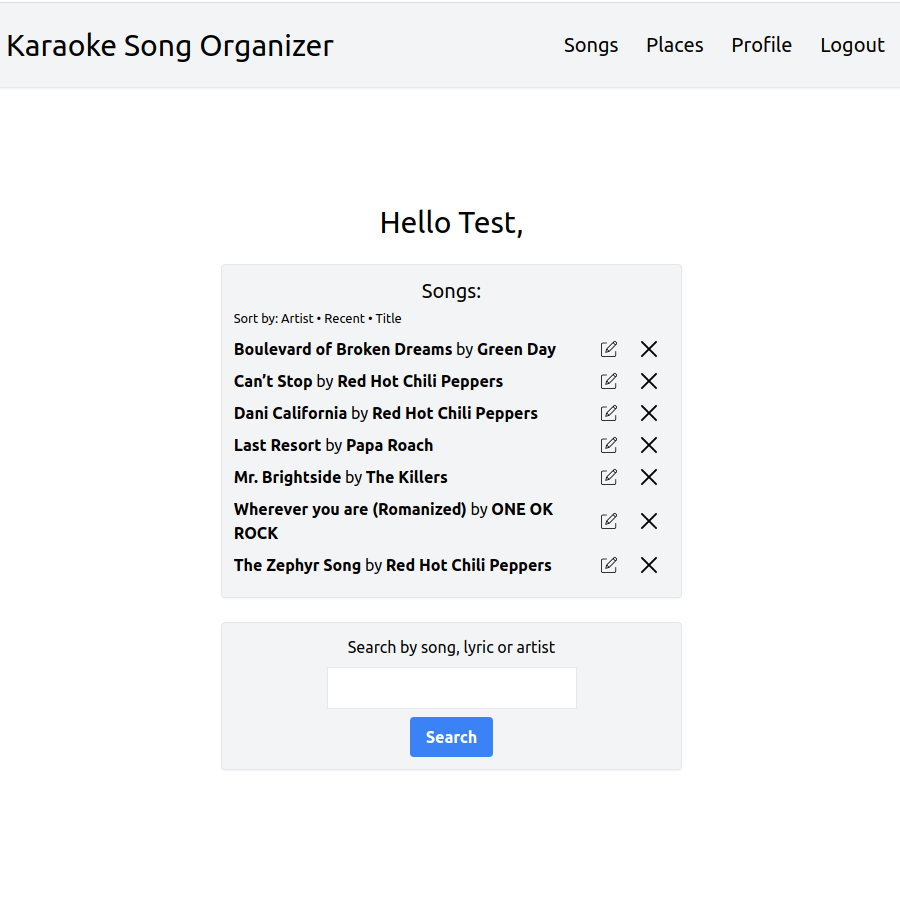 Karaoke Song Organizer Songs Places Profile Logout
Hello Test,
Songs:
Sort by: Artist • Recent • Title
Boulevard of Broken Dreams by Green Day
Can’t Stop by Red Hot Chili Peppers
Dani California by Red Hot Chili Peppers
Last Resort by Papa Roach
Mr. Brightside by The Killers
Wherever you are (Romanized) by ONE OK
ROCK
The Zephyr Song by Red Hot Chili Peppers
Search by song, lyric or artist
Search